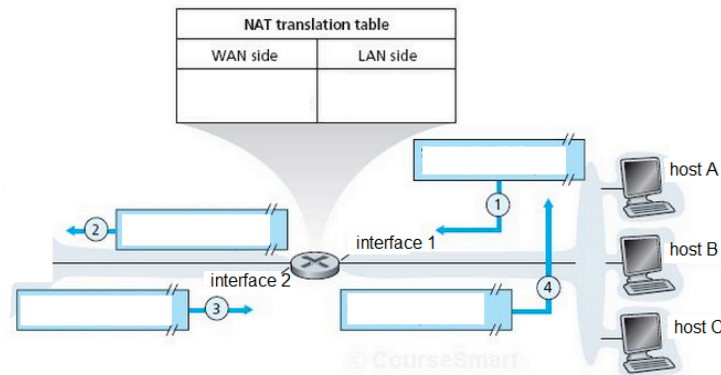 NAT translation table
WAN side LAN side
1
host A
2
interface 1
host B
interface 2
3
4
host C
© CourseSmart